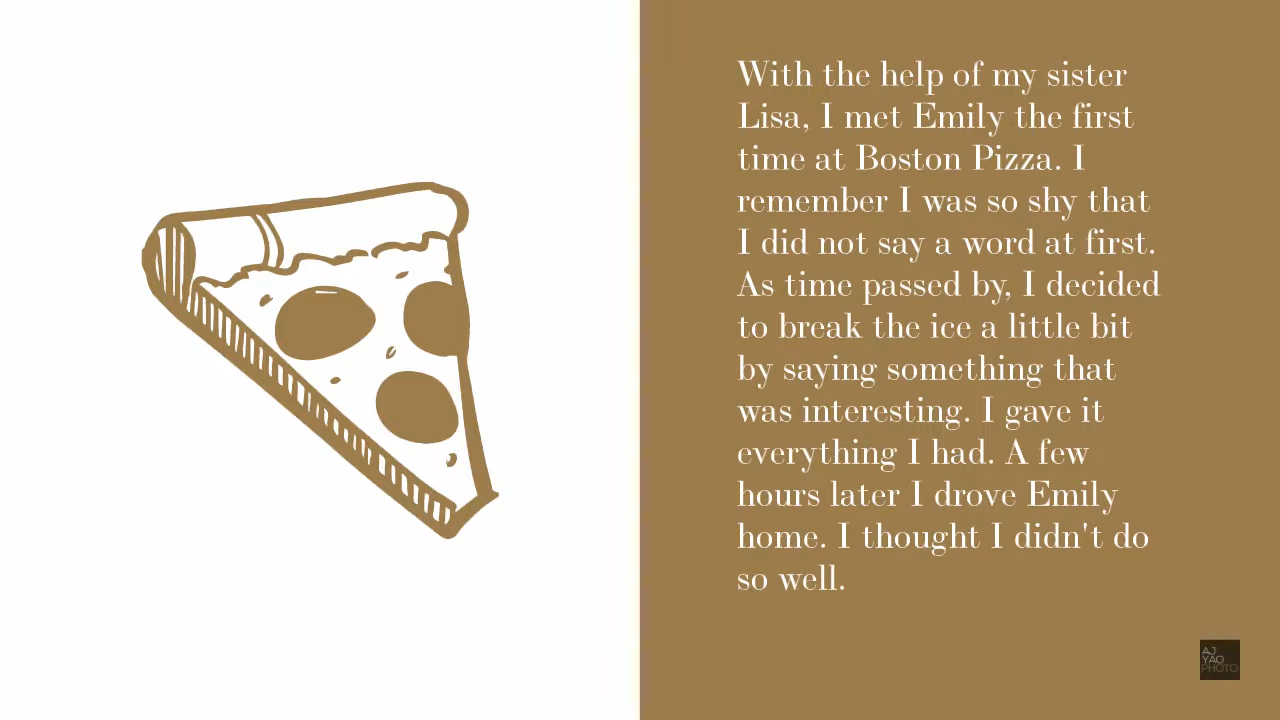 With the help of my sister
Lisa, I met Emily the first
time at Boston Pizza. I
remember I was so shy that
I did not say a word at first.
As time passed by, I decided
to break the ice a little bit
by saying something that
was interesting. I gave it
everything I had. A few
hours later I drove Emily
home. I thought I didn't do
so well.
AJ
YAO
PHOTO